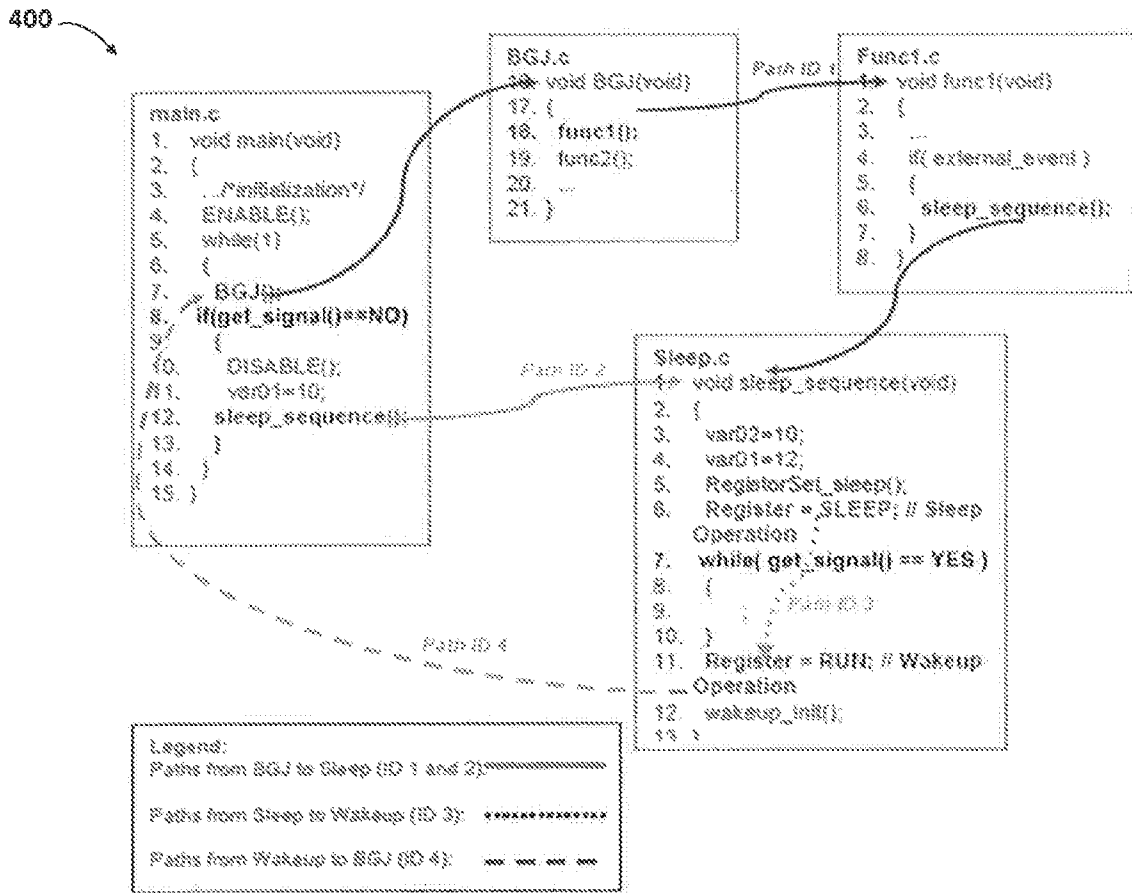 400
main.c
1. void main(void)
2. {
3. .../*initialization*/
4. ENABLE();
5. while(1)
6. {
7. BGJ();
8. if(get_signal()==NO)
9. {
10. DISABLE();
11. var01=10;
12. sleep_sequence();
13. }
14. }
15. }
BGJ.c
16. void BGJ(void)
17. {
18. func1();
19. func2();
20. ...
21. }
Path ID 1
Func1.c
1. void func1(void)
2. {
3. ...
4. if( external_event )
5. {
6. sleep_sequence();
7. }
8. }
Path ID 2
Sleep.c
1. void sleep_sequence(void)
2. {
3. var02=10;
4. var01=12;
5. RegistorSet_sleep();
6. Register = SLEEP; // Sleep
Operation
7. while( get_signal() == YES )
8. {
9.
10. }
11. Register = RUN; // Wakeup
Operation
12. wakeup_init();
13. }
Path ID 3
Path ID 4
Legend:
Paths from BGJ to Sleep (ID 1 and 2):
Paths from Sleep to Wakeup (ID 3):
Paths from Wakeup to BGJ (ID 4):